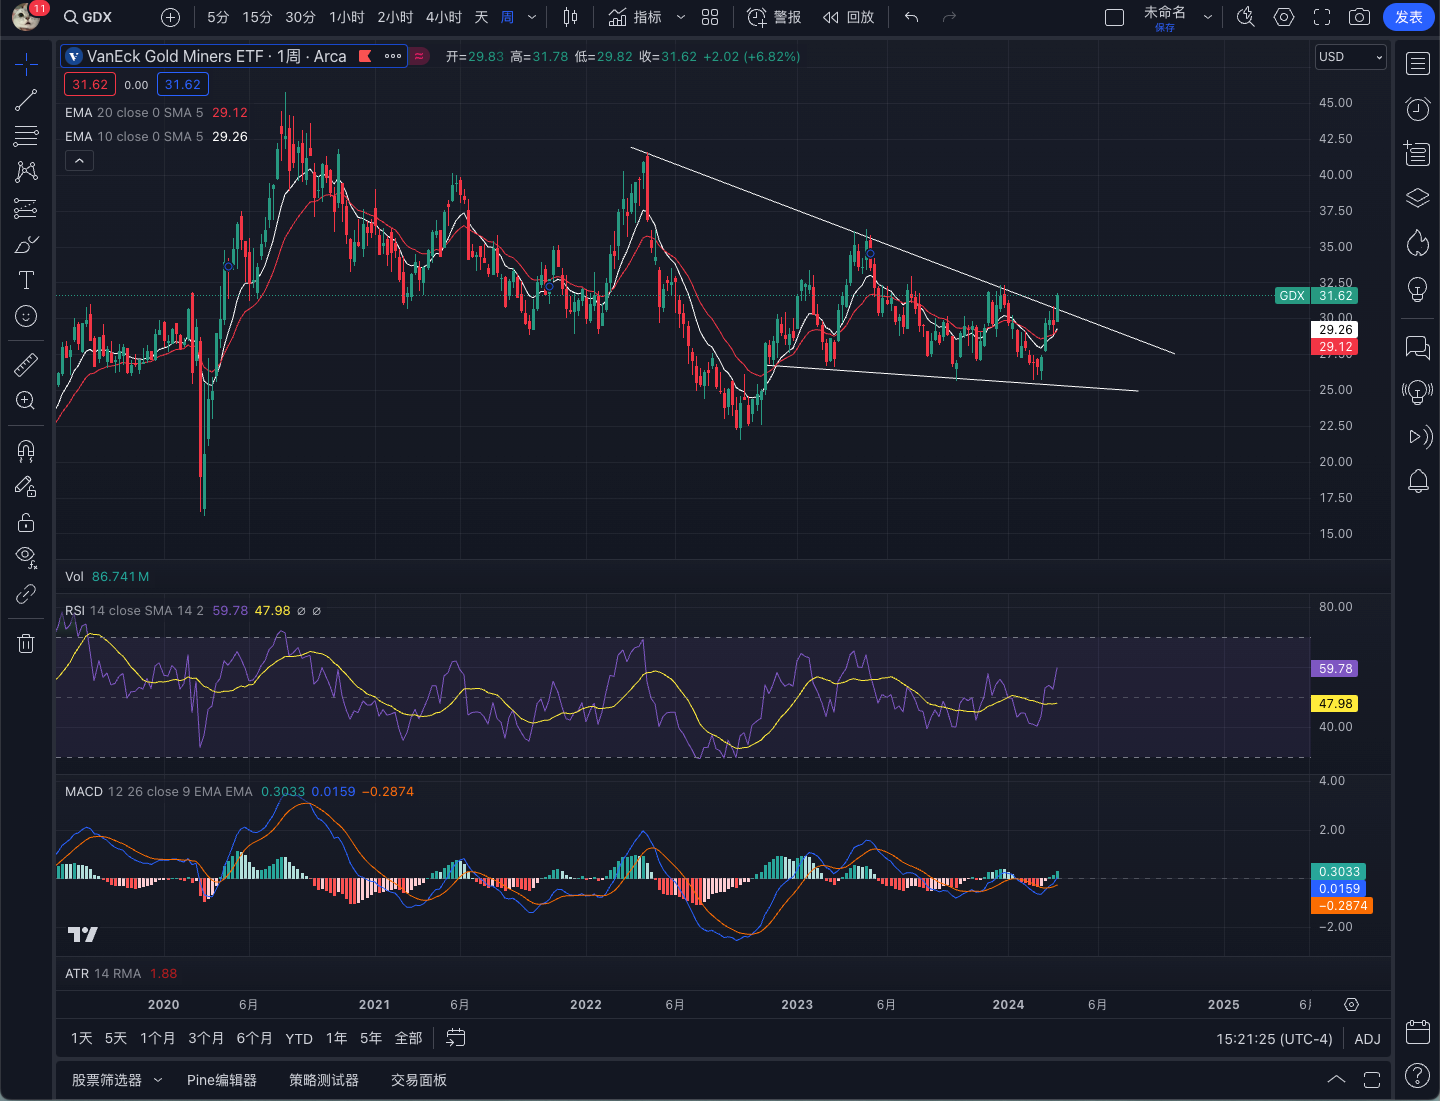 11
GDX
5分 15分 30分 1小时 2小时 4小时 天 周
指标
警报
回放
未命名
保存
发表
VanEck Gold Miners ETF · 1周 · Arca
开=29.83 高=31.78 低=29.82 收=31.62 +2.02 (+6.82%)
USD
31.62 0.00 31.62
EMA 20 close 0 SMA 5 29.12
EMA 10 close 0 SMA 5 29.26
45.00
42.50
40.00
37.50
35.00
32.50
GDX 31.62
30.00
29.26
29.12
25.00
22.50
20.00
17.50
15.00
Vol 86.741M
RSI 14 close SMA 14 2 59.78 47.98 ∅ ∅
80.00
59.78
47.98
40.00
MACD 12 26 close 9 EMA EMA 0.3033 0.0159 −0.2874
4.00
2.00
0.3033
0.0159
−0.2874
−2.00
ATR 14 RMA 1.88
2020 6月 2021 6月 2022 6月 2023 6月 2024 6月 2025
1天 5天 1个月 3个月 6个月 YTD 1年 5年 全部
15:21:25 (UTC-4) ADJ
股票筛选器 Pine编辑器 策略测试器 交易面板